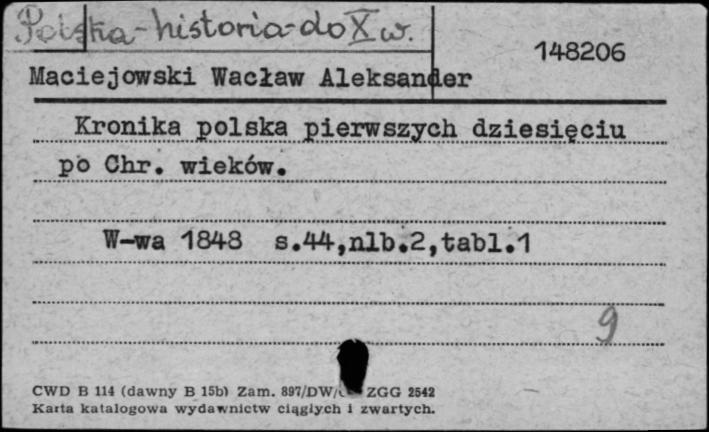 Polska-historia-do X w.
148206
Maciejowski Wacław Aleksander
Kronika polska pierwszych dziesięciu
po Chr. wieków.
W-wa 1848 s.44,nlb.2,tabl.1
9
CWD B 114 (dawny B 15b) Zam. 897/DW/ ZGG 2542
Karta katalogowa wydawnictw ciągłych i zwartych.